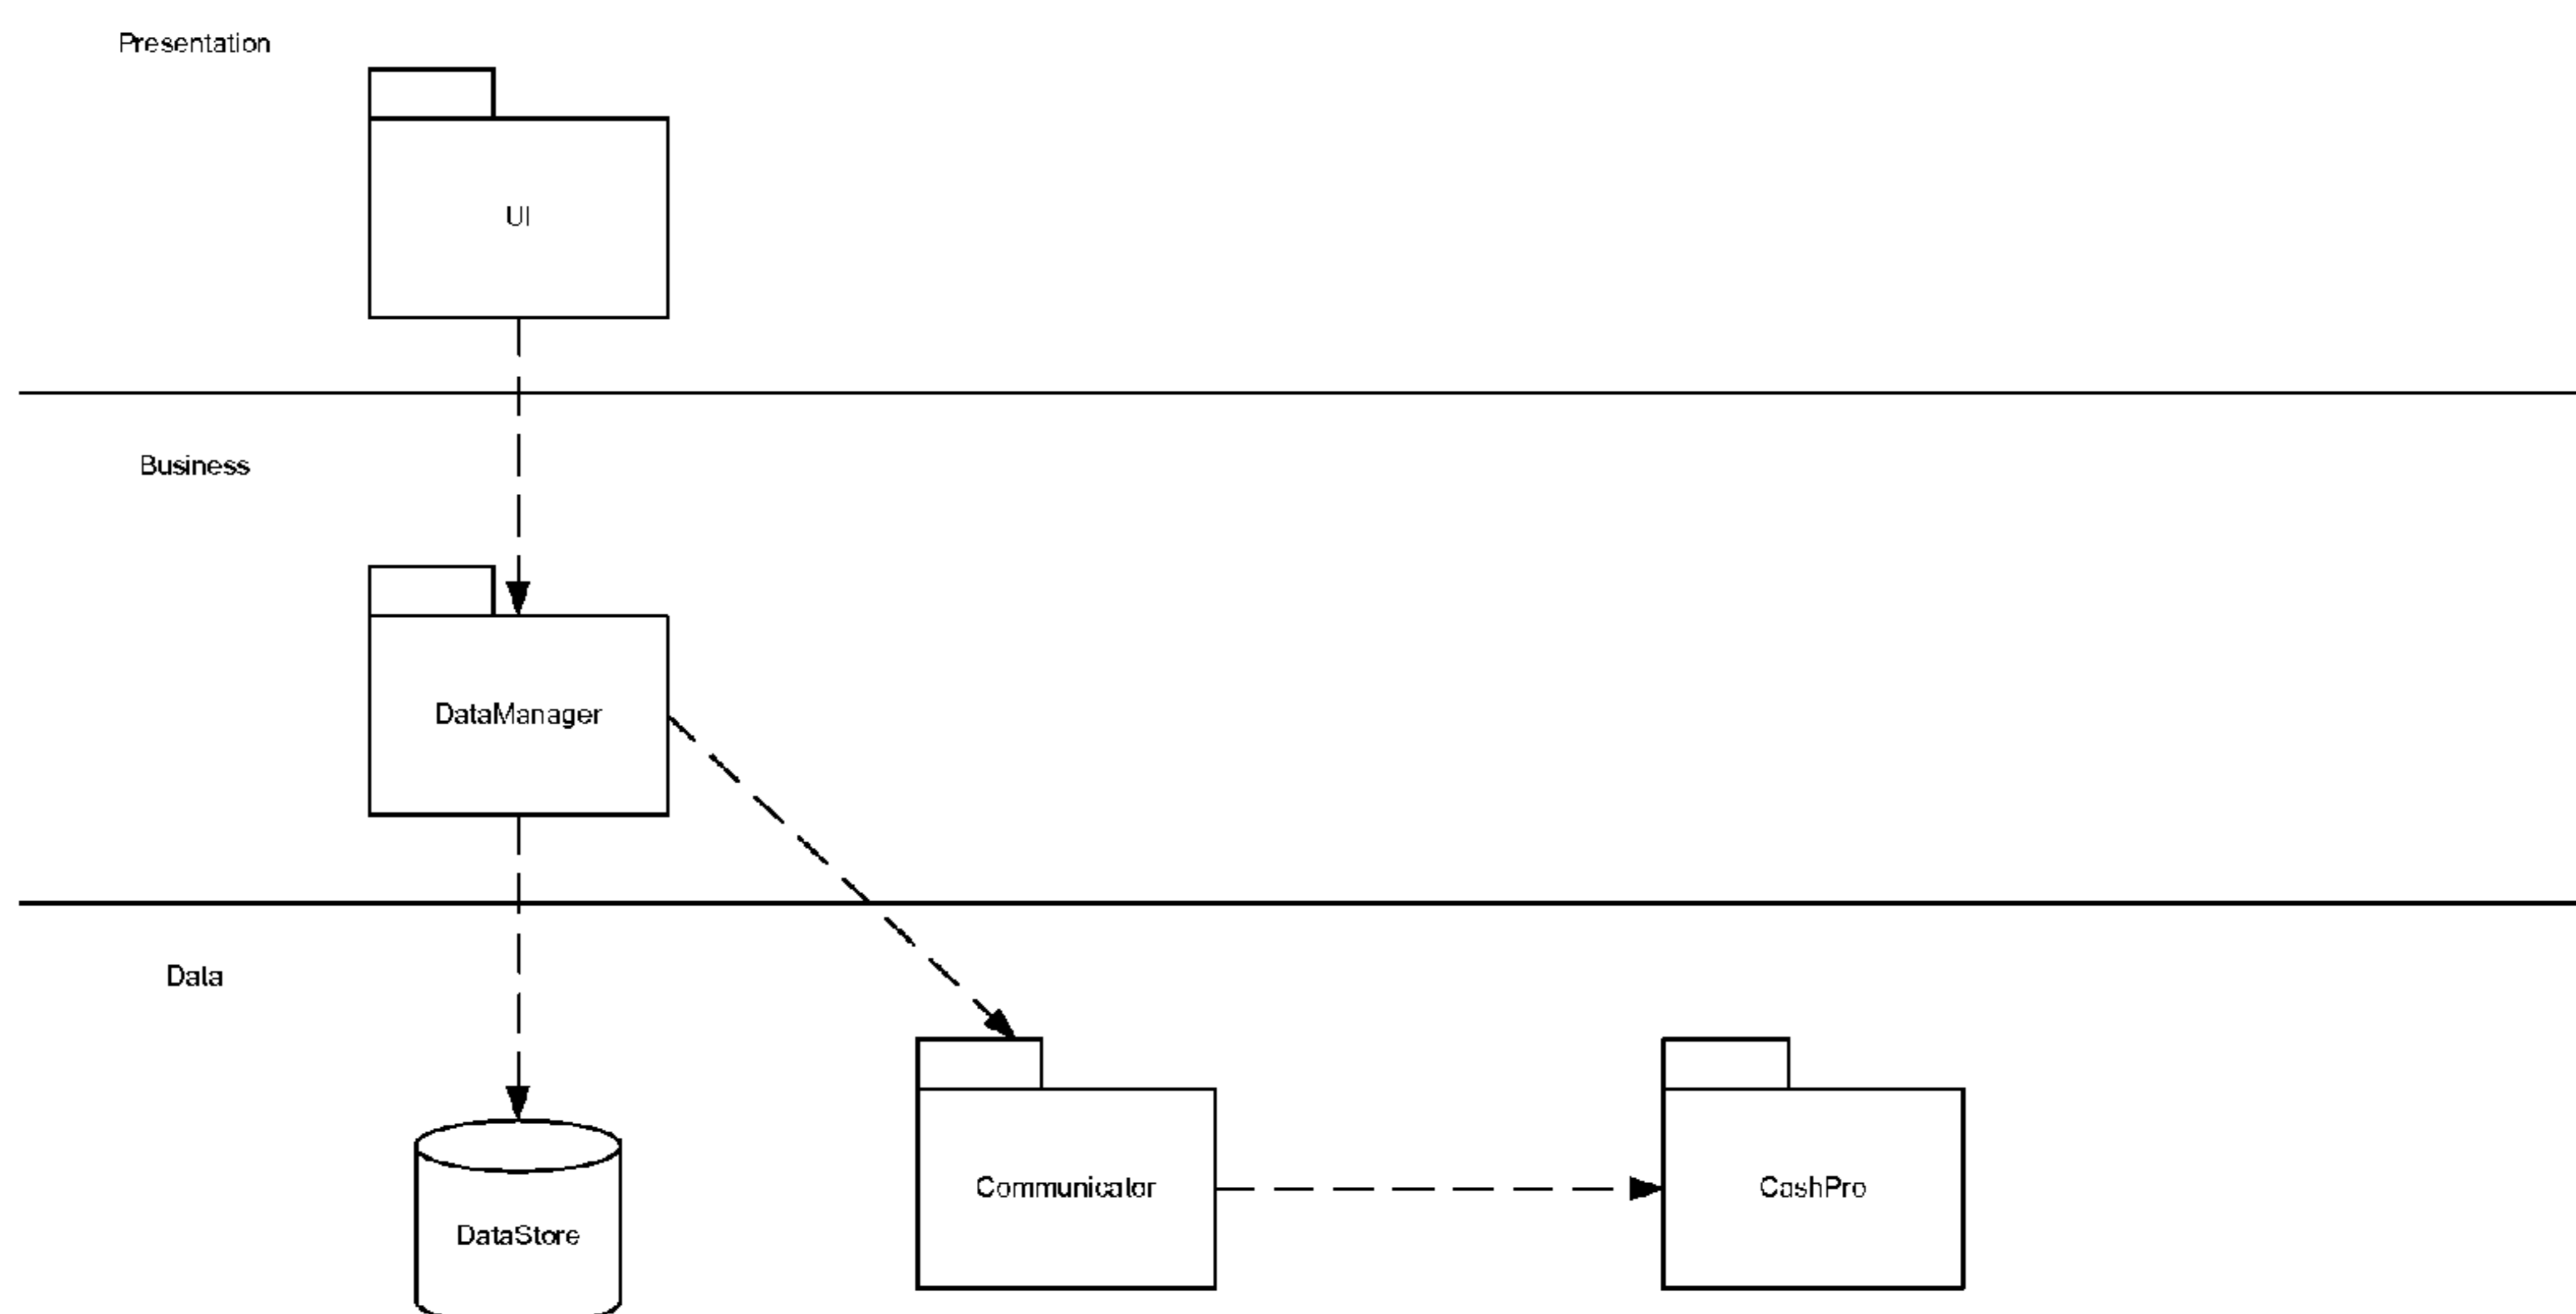 Presentation
UI
Business
DataManager
Data
Communicator
CashPro
DataStore